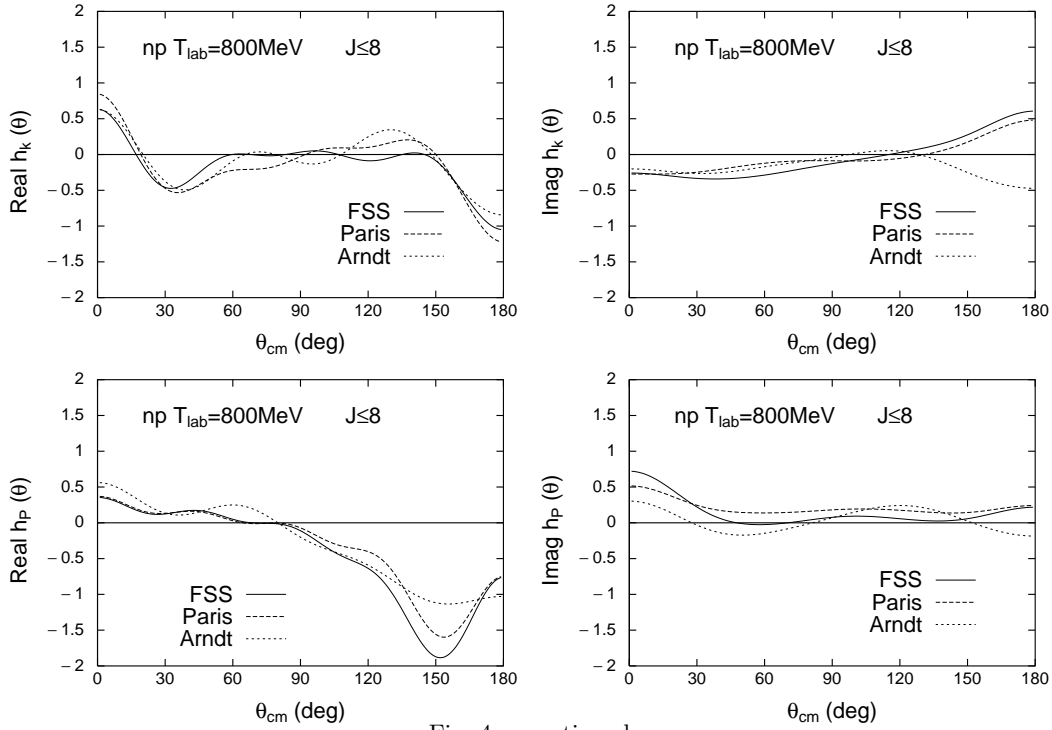 2
1.5
1
0.5
0
−0.5
−1
−1.5
−2
0 30 60 90 120 150 180
Real h_k (θ)
θ_cm (deg)
np T_lab=800MeV J≤8
FSS
Paris
Arndt
2
1.5
1
0.5
0
−0.5
−1
−1.5
−2
0 30 60 90 120 150 180
Imag h_k (θ)
θ_cm (deg)
np T_lab=800MeV J≤8
FSS
Paris
Arndt
2
1.5
1
0.5
0
−0.5
−1
−1.5
−2
0 30 60 90 120 150 180
Real h_P (θ)
θ_cm (deg)
np T_lab=800MeV J≤8
FSS
Paris
Arndt
2
1.5
1
0.5
0
−0.5
−1
−1.5
−2
0 30 60 90 120 150 180
Imag h_P (θ)
θ_cm (deg)
np T_lab=800MeV J≤8
FSS
Paris
Arndt